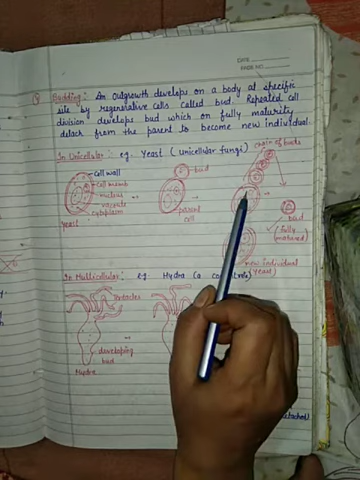 DATE
PAGE NO.
Budding: An outgrowth develops on a body at specific
site by regenerative cells called bud. Repeated cell
division develops bud which on fully maturity
detach from the parent to become new individual
In Unicellular: eg. Yeast (unicellular fungi)
chain of buds
cell wall
cell memb
nucleus
vacuole
cytoplasm
Yeast
bud
parent
cell
bud
(fully
matured)
new individual
Yeast
In Multicellular: eg. Hydra (a
Tentacles
developing
bud
Hydra